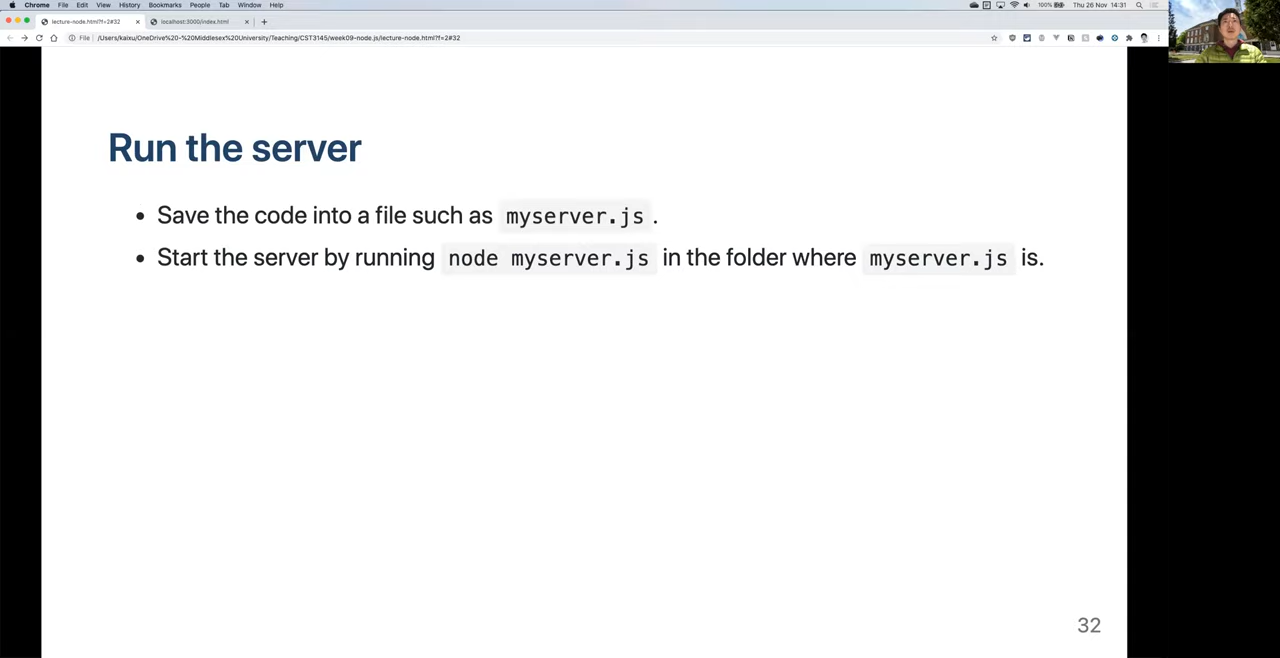 Chrome File Edit View History Bookmarks People Tab Window Help 100% Thu 26 Nov 14:31
lecture-node.html?f=2#32 localhost:3000/index.html
File /Users/kaixu/OneDrive%20-%20Middlesex%20University/Teaching/CST3145/week09-node.js/lecture-node.html?f=2#32
Run the server
• Save the code into a file such as myserver.js .
• Start the server by running node myserver.js in the folder where myserver.js is.
32